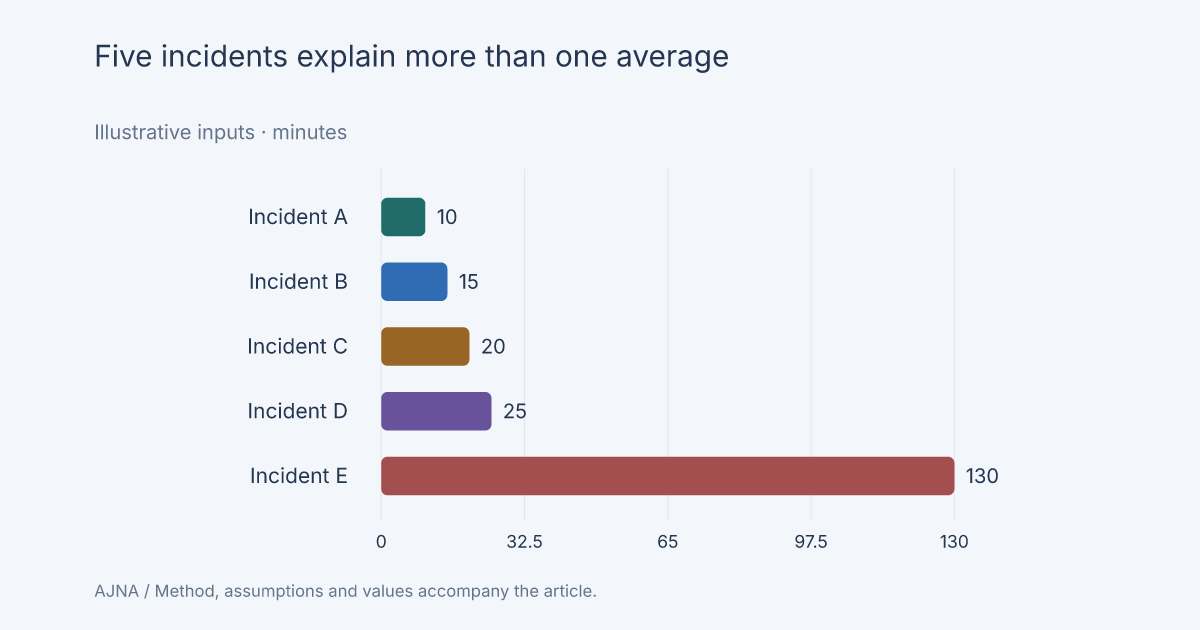 Five incidents explain more than one average
Illustrative inputs · minutes
Incident A 10
Incident B 15
Incident C 20
Incident D 25
Incident E 130
0 32.5 65 97.5 130
AJNA / Method, assumptions and values accompany the article.